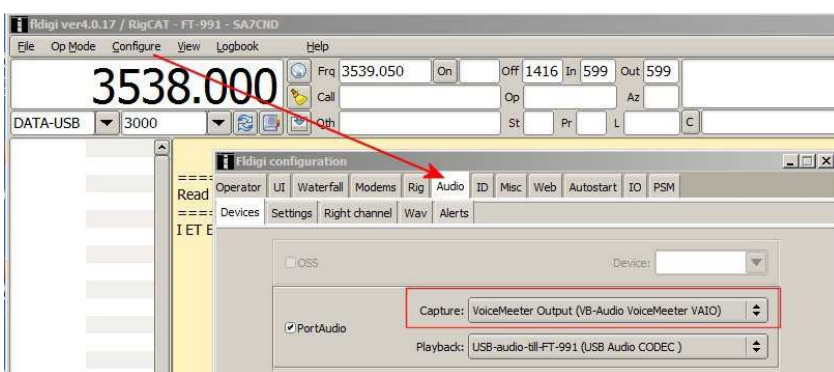 fldigi ver4.0.17 / RigCAT - FT-991 - SA7CND
File Op Mode Configure View Logbook Help
3538.000
Frq 3539.050 On Off 1416 In 599 Out 599
Call Op Az
DATA-USB 3000 Qth St Pr L C
Fldigi configuration
====
Read
====
I ET E
Operator UI Waterfall Modems Rig Audio ID Misc Web Autostart IO PSM
Devices Settings Right channel Wav Alerts
OSS Device:
PortAudio
Capture: VoiceMeeter Output (VB-Audio VoiceMeeter VAIO)
Playback: USB-audio-till-FT-991 (USB Audio CODEC )